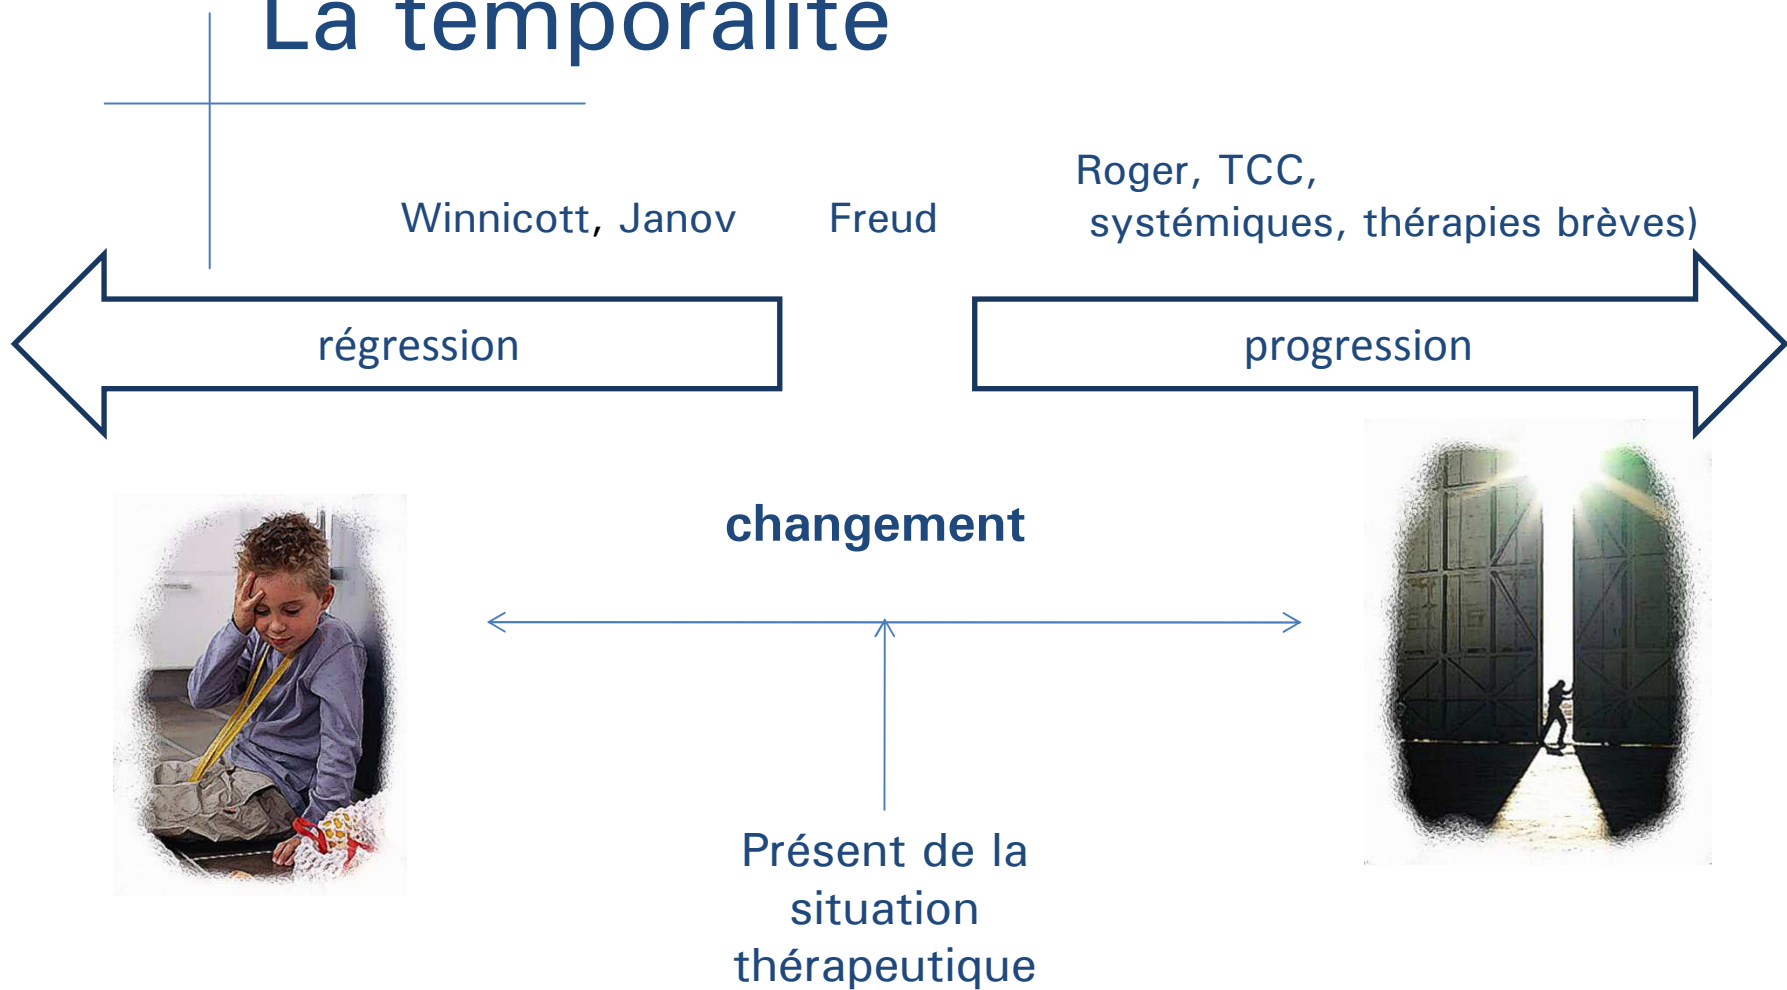 La temporalité
Roger, TCC,
Winnicott, Janov Freud systémiques, thérapies brèves)
régression progression
changement
Présent de la
situation
thérapeutique